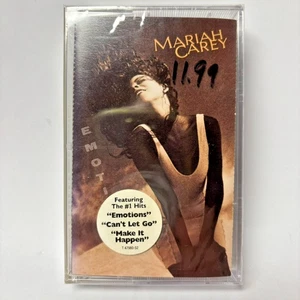 MARIAH
CAREY
11.99
EMOTI
Featuring
The #1 Hits
"Emotions"
"Can't Let Go"
"Make It
Happen"